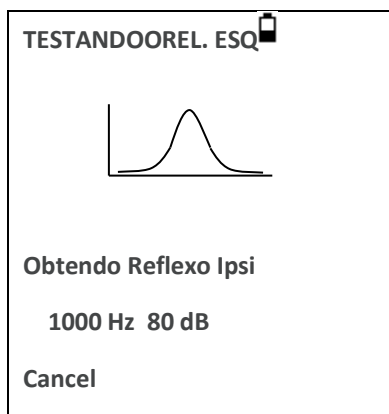 TESTANDOOREL. ESQ
Obtendo Reflexo Ipsi
1000 Hz 80 dB
Cancel